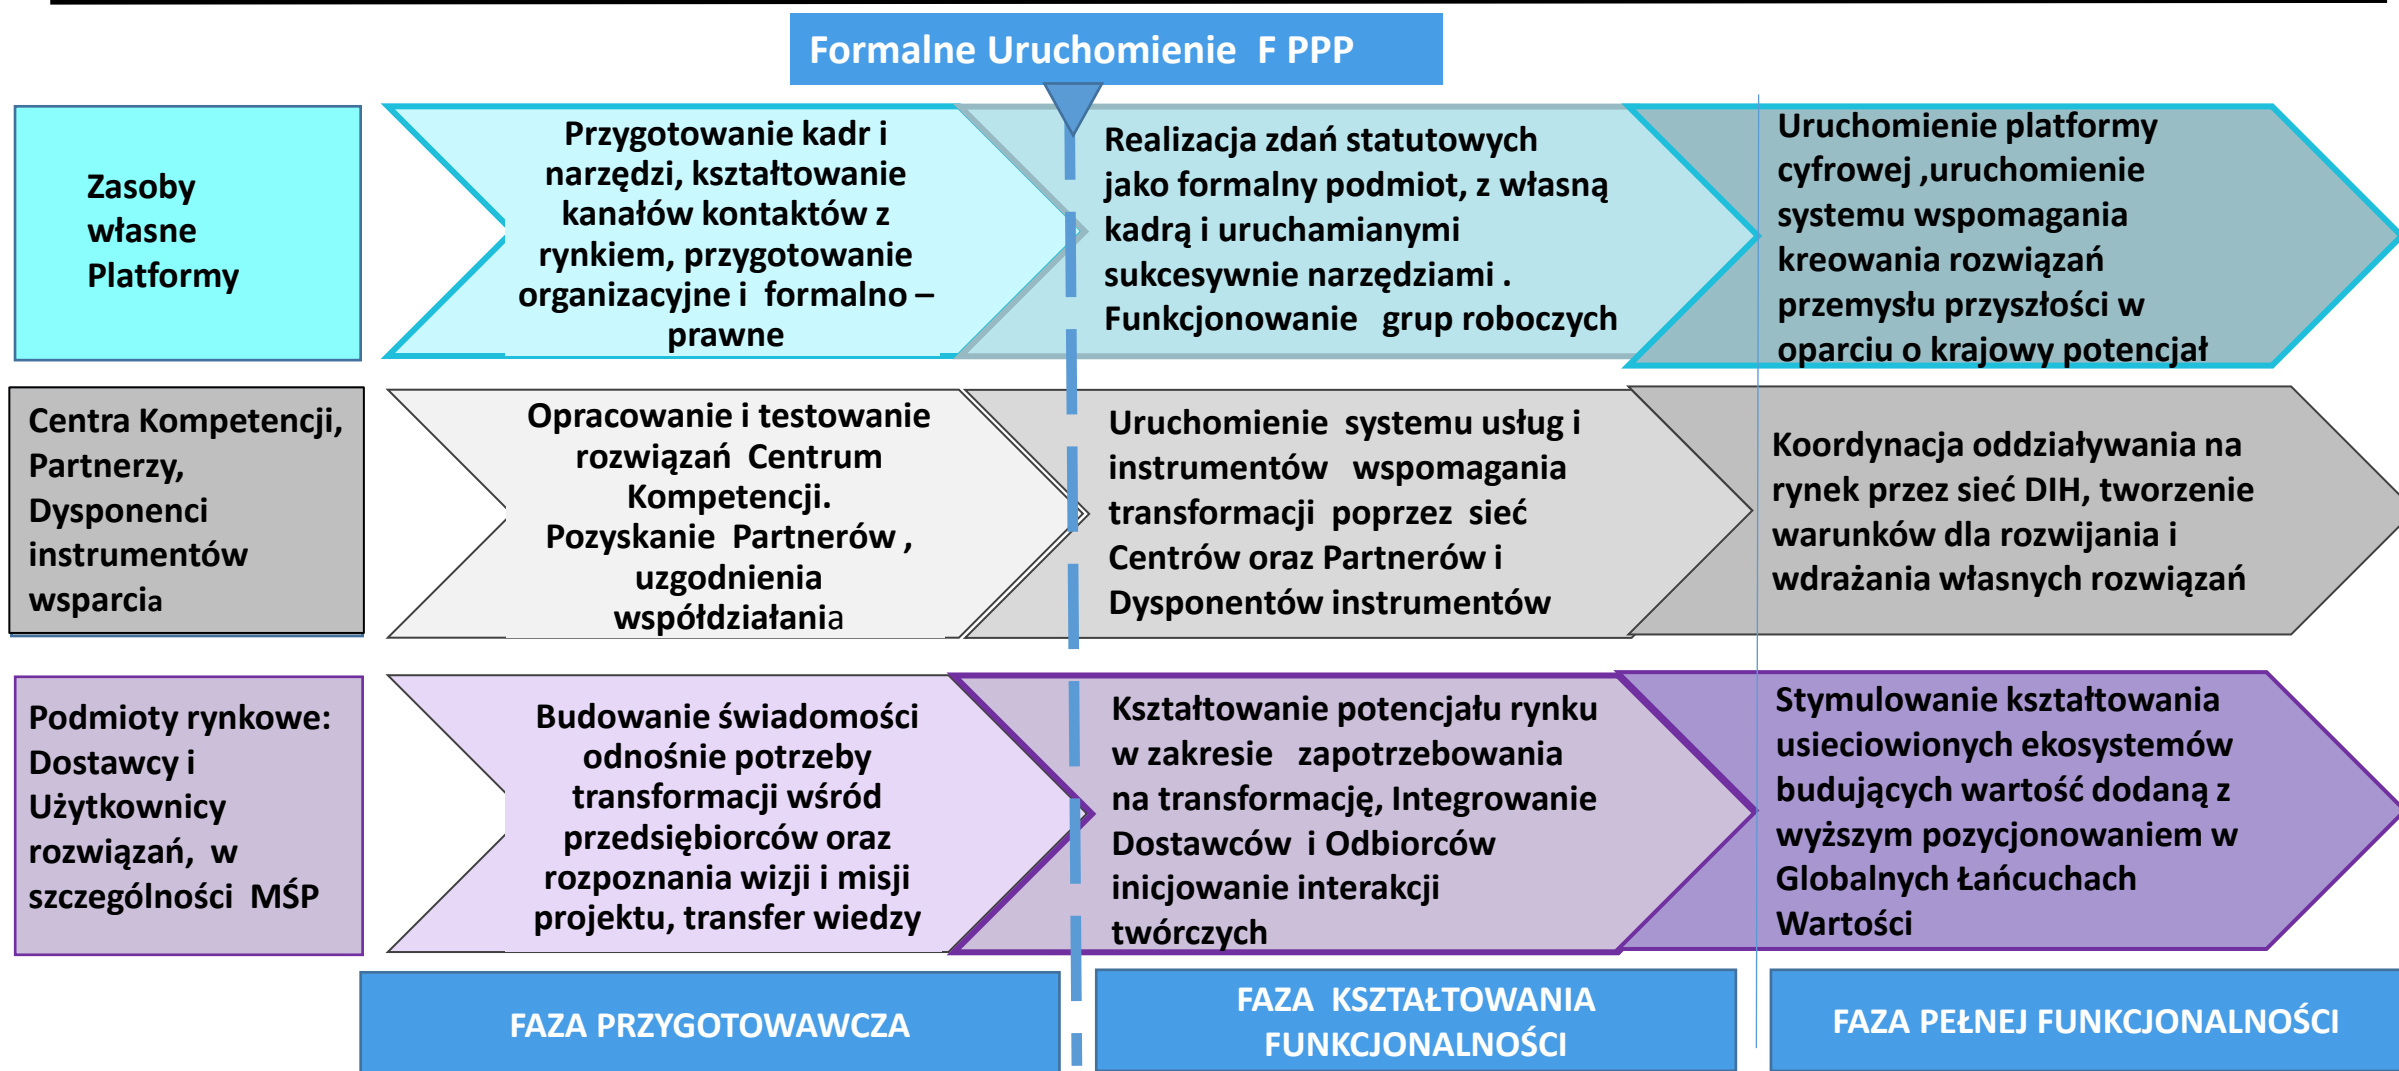 Formalne Uruchomienie F PPP
Zasoby
własne
Platformy
Przygotowanie kadr i
narzędzi, kształtowanie
kanałów kontaktów z
rynkiem, przygotowanie
organizacyjne i formalno –
prawne
Realizacja zdań statutowych
jako formalny podmiot, z własną
kadrą i uruchamianymi
sukcesywnie narzędziami .
Funkcjonowanie grup roboczych
Uruchomienie platformy
cyfrowej ,uruchomienie
systemu wspomagania
kreowania rozwiązań
przemysłu przyszłości w
oparciu o krajowy potencjał
Centra Kompetencji,
Partnerzy,
Dysponenci
instrumentów
wsparcia
Opracowanie i testowanie
rozwiązań Centrum
Kompetencji.
Pozyskanie Partnerów ,
uzgodnienia
współdziałania
Uruchomienie systemu usług i
instrumentów wspomagania
transformacji poprzez sieć
Centrów oraz Partnerów i
Dysponentów instrumentów
Koordynacja oddziaływania na
rynek przez sieć DIH, tworzenie
warunków dla rozwijania i
wdrażania własnych rozwiązań
Podmioty rynkowe:
Dostawcy i
Użytkownicy
rozwiązań, w
szczególności MŚP
Budowanie świadomości
odnośnie potrzeby
transformacji wśród
przedsiębiorców oraz
rozpoznania wizji i misji
projektu, transfer wiedzy
Kształtowanie potencjału rynku
w zakresie zapotrzebowania
na transformację, Integrowanie
Dostawców i Odbiorców
inicjowanie interakcji
twórczych
Stymulowanie kształtowania
usieciowionych ekosystemów
budujących wartość dodaną z
wyższym pozycjonowaniem w
Globalnych Łańcuchach
Wartości
FAZA PRZYGOTOWAWCZA
FAZA KSZTAŁTOWANIA
FUNKCJONALNOŚCI
FAZA PEŁNEJ FUNKCJONALNOŚCI